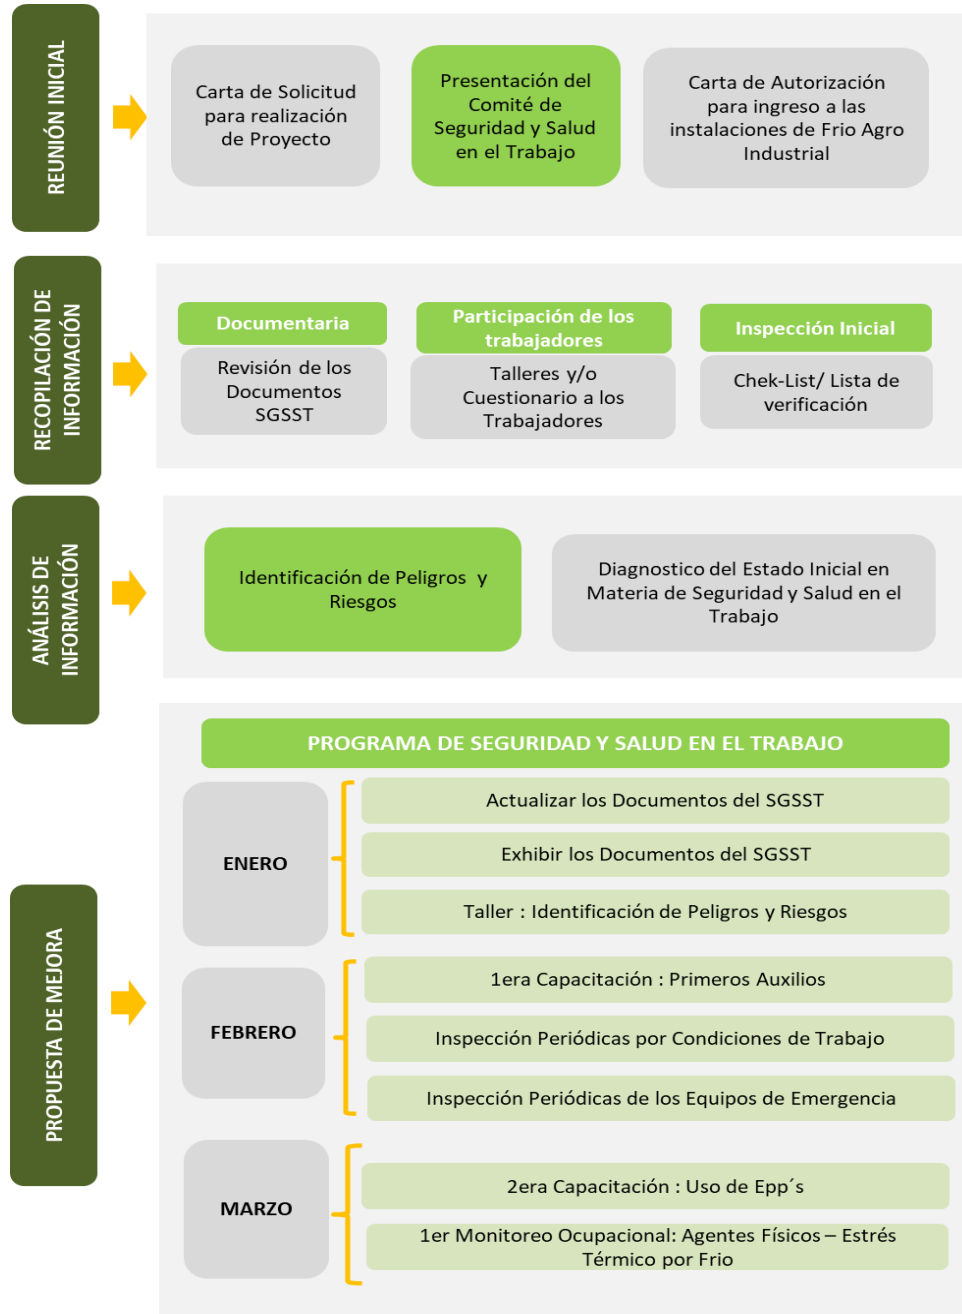 REUNIÓN INICIAL
Carta de Solicitud
para realización
de Proyecto
Presentación del
Comité de
Seguridad y Salud
en el Trabajo
Carta de Autorización
para ingreso a las
instalaciones de Frio Agro
Industrial
RECOPILACIÓN DE
INFORMACIÓN
Documentaria
Revisión de los
Documentos
SGSST
Participación de los
trabajadores
Talleres y/o
Cuestionario a los
Trabajadores
Inspección Inicial
Chek-List/ Lista de
verificación
ANÁLISIS DE
INFORMACIÓN
Identificación de Peligros y
Riesgos
Diagnostico del Estado Inicial en
Materia de Seguridad y Salud en el
Trabajo
PROPUESTA DE MEJORA
PROGRAMA DE SEGURIDAD Y SALUD EN EL TRABAJO
ENERO
Actualizar los Documentos del SGSST
Exhibir los Documentos del SGSST
Taller : Identificación de Peligros y Riesgos
FEBRERO
1era Capacitación : Primeros Auxilios
Inspección Periódicas por Condiciones de Trabajo
Inspección Periódicas de los Equipos de Emergencia
MARZO
2era Capacitación : Uso de Epp´s
1er Monitoreo Ocupacional: Agentes Físicos – Estrés
Térmico por Frio